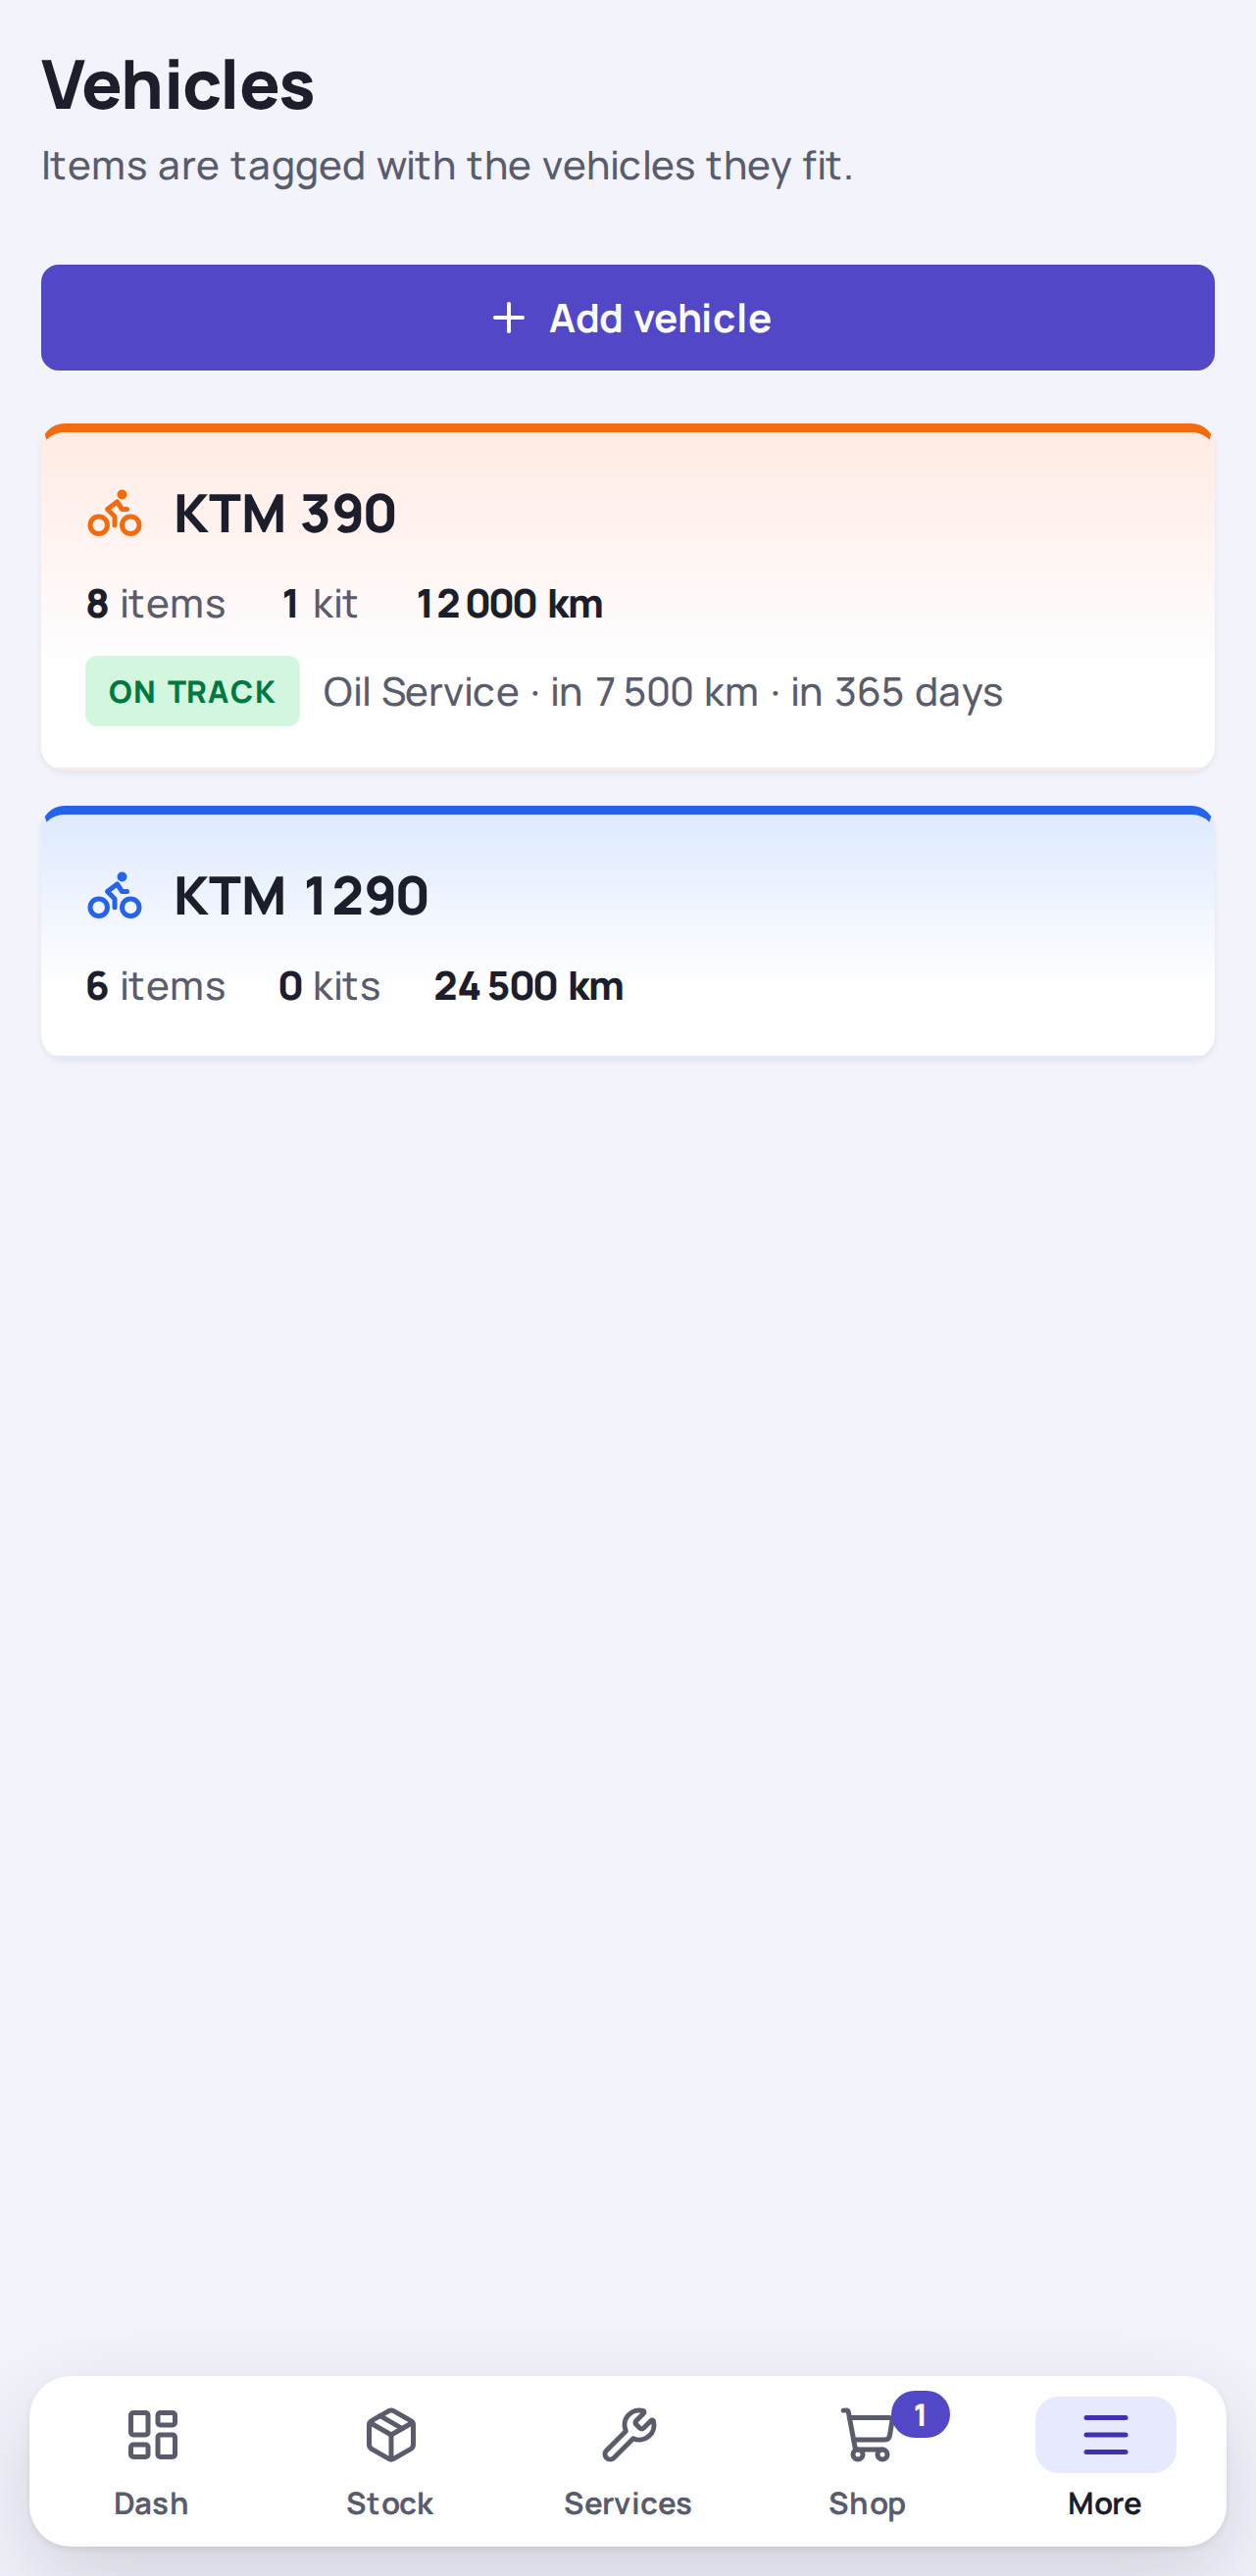 Vehicles
Items are tagged with the vehicles they fit.
Add vehicle
KTM 390
8 items 1 kit 12 000 km
ON TRACK Oil Service · in 7 500 km · in 365 days
KTM 1290
6 items 0 kits 24 500 km
1
Dash Stock Services Shop More